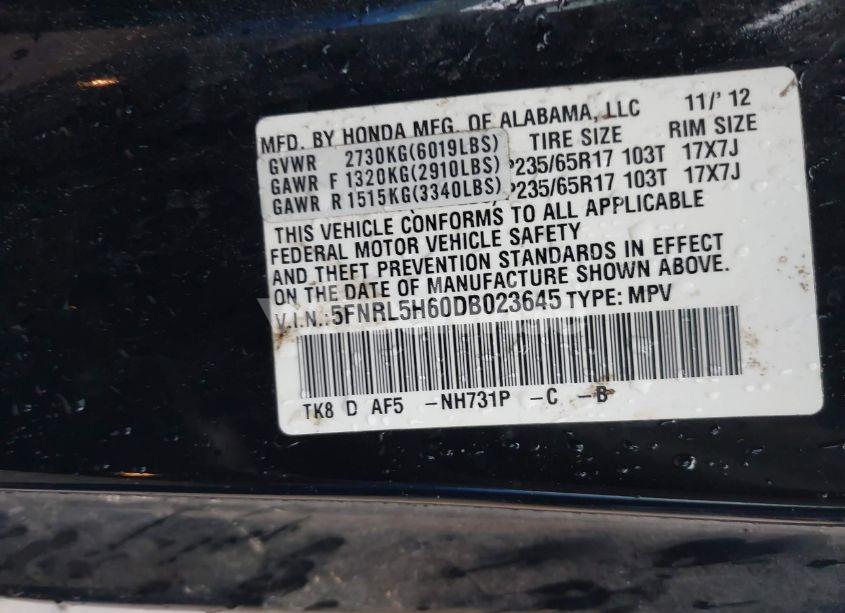 MFD. BY HONDA MFG. OF ALABAMA, LLC 11/' 12
GVWR 2730KG(6019LBS) TIRE SIZE RIM SIZE
GAWR F 1320KG(2910LBS) P235/65R17 103T 17X7J
GAWR R 1515KG(3340LBS) P235/65R17 103T 17X7J
THIS VEHICLE CONFORMS TO ALL APPLICABLE
FEDERAL MOTOR VEHICLE SAFETY
AND THEFT PREVENTION STANDARDS IN EFFECT
ON THE DATE OF MANUFACTURE SHOWN ABOVE.
V.I.N.: 5FNRL5H60DB023645 TYPE: MPV
TK8 D AF5 -NH731P -C -B